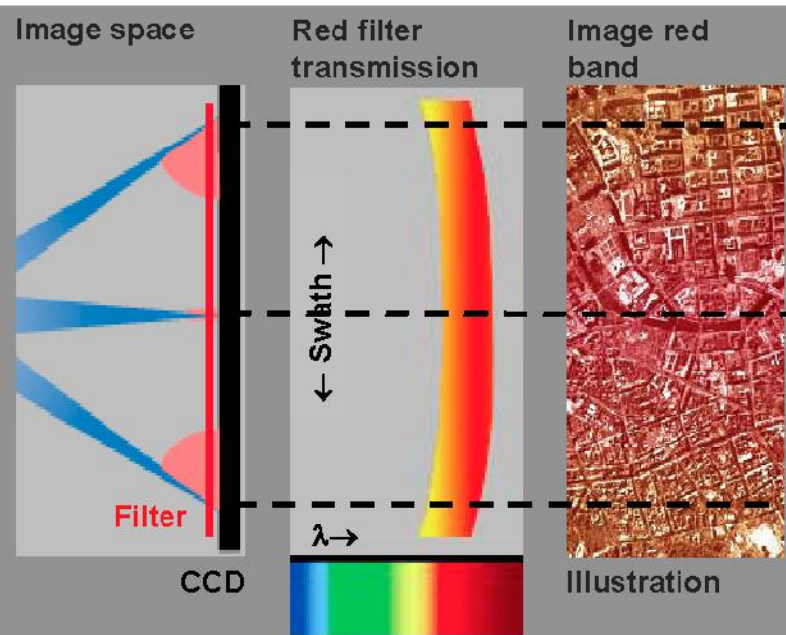 Image space
Red filter
transmission
Image red
band
← Swath →
Filter
λ→
CCD
Illustration